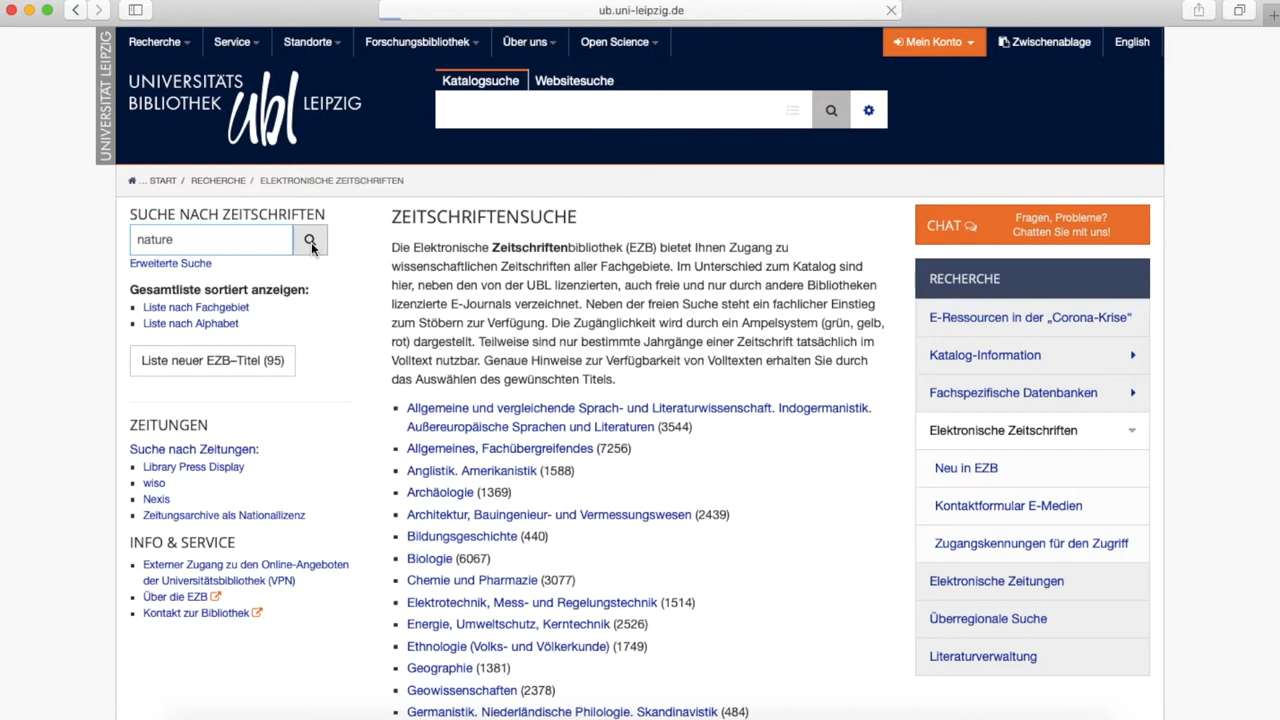 ub.uni-leipzig.de
Recherche
Service
Standorte
Forschungsbibliothek
Über uns
Open Science
Mein Konto
Zwischenablage
English
UNIVERSITÄT LEIPZIG
UNIVERSITÄTS
BIBLIOTHEK ubl LEIPZIG
Katalogsuche
Websitesuche
... START / RECHERCHE / ELEKTRONISCHE ZEITSCHRIFTEN
SUCHE NACH ZEITSCHRIFTEN
nature
Erweiterte Suche
Gesamtliste sortiert anzeigen:
Liste nach Fachgebiet
Liste nach Alphabet
Liste neuer EZB–Titel (95)
ZEITUNGEN
Suche nach Zeitungen:
Library Press Display
wiso
Nexis
Zeitungsarchive als Nationallizenz
INFO & SERVICE
Externer Zugang zu den Online-Angeboten
der Universitätsbibliothek (VPN)
Über die EZB
Kontakt zur Bibliothek
ZEITSCHRIFTENSUCHE
Die Elektronische Zeitschriftenbibliothek (EZB) bietet Ihnen Zugang zu
wissenschaftlichen Zeitschriften aller Fachgebiete. Im Unterschied zum Katalog sind
hier, neben den von der UBL lizenzierten, auch freie und nur durch andere Bibliotheken
lizenzierte E-Journals verzeichnet. Neben der freien Suche steht ein fachlicher Einstieg
zum Stöbern zur Verfügung. Die Zugänglichkeit wird durch ein Ampelsystem (grün, gelb,
rot) dargestellt. Teilweise sind nur bestimmte Jahrgänge einer Zeitschrift tatsächlich im
Volltext nutzbar. Genaue Hinweise zur Verfügbarkeit von Volltexten erhalten Sie durch
das Auswählen des gewünschten Titels.
Allgemeine und vergleichende Sprach- und Literaturwissenschaft. Indogermanistik.
Außereuropäische Sprachen und Literaturen (3544)
Allgemeines, Fachübergreifendes (7256)
Anglistik. Amerikanistik (1588)
Archäologie (1369)
Architektur, Bauingenieur- und Vermessungswesen (2439)
Bildungsgeschichte (440)
Biologie (6067)
Chemie und Pharmazie (3077)
Elektrotechnik, Mess- und Regelungstechnik (1514)
Energie, Umweltschutz, Kerntechnik (2526)
Ethnologie (Volks- und Völkerkunde) (1749)
Geographie (1381)
Geowissenschaften (2378)
Germanistik. Niederländische Philologie. Skandinavistik (484)
CHAT
Fragen, Probleme?
Chatten Sie mit uns!
RECHERCHE
E-Ressourcen in der „Corona-Krise“
Katalog-Information
Fachspezifische Datenbanken
Elektronische Zeitschriften
Neu in EZB
Kontaktformular E-Medien
Zugangskennungen für den Zugriff
Elektronische Zeitungen
Überregionale Suche
Literaturverwaltung